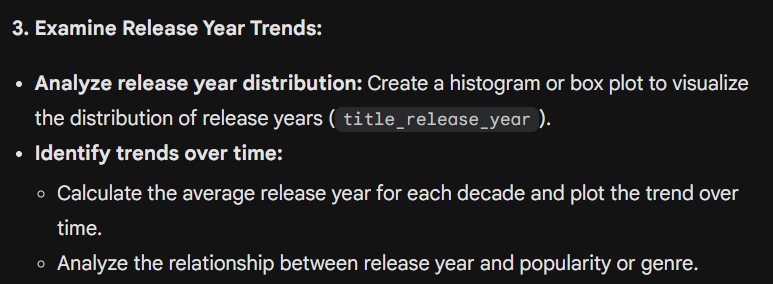 3. Examine Release Year Trends:
• Analyze release year distribution: Create a histogram or box plot to visualize
the distribution of release years ( title_release_year ).
• Identify trends over time:
◦ Calculate the average release year for each decade and plot the trend over
time.
◦ Analyze the relationship between release year and popularity or genre.